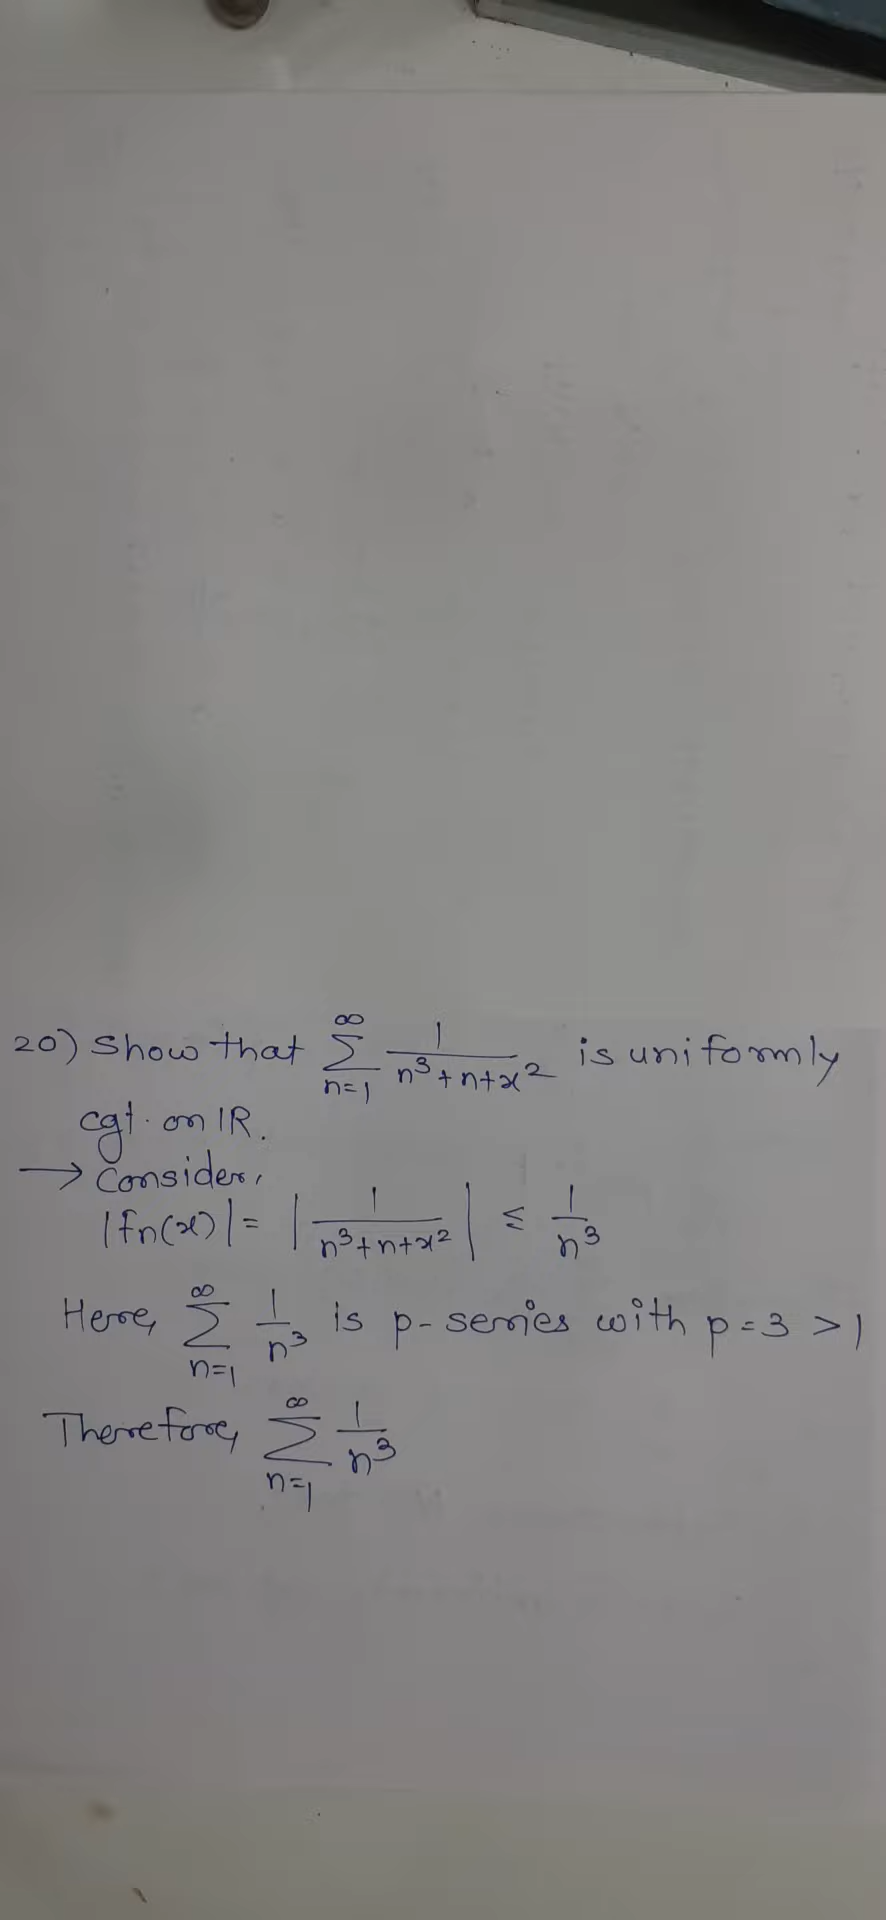 20) Show that ∞ Σ n=1 1/(n³+n+x²) is uniformly
cgt. on IR.
→ Consider,
|fn(x)| = |1/(n³+n+x²)| ≤ 1/n³
Here, ∞ Σ n=1 1/n³ is p-series with p=3 >1
Therefore, ∞ Σ n=1 1/n³